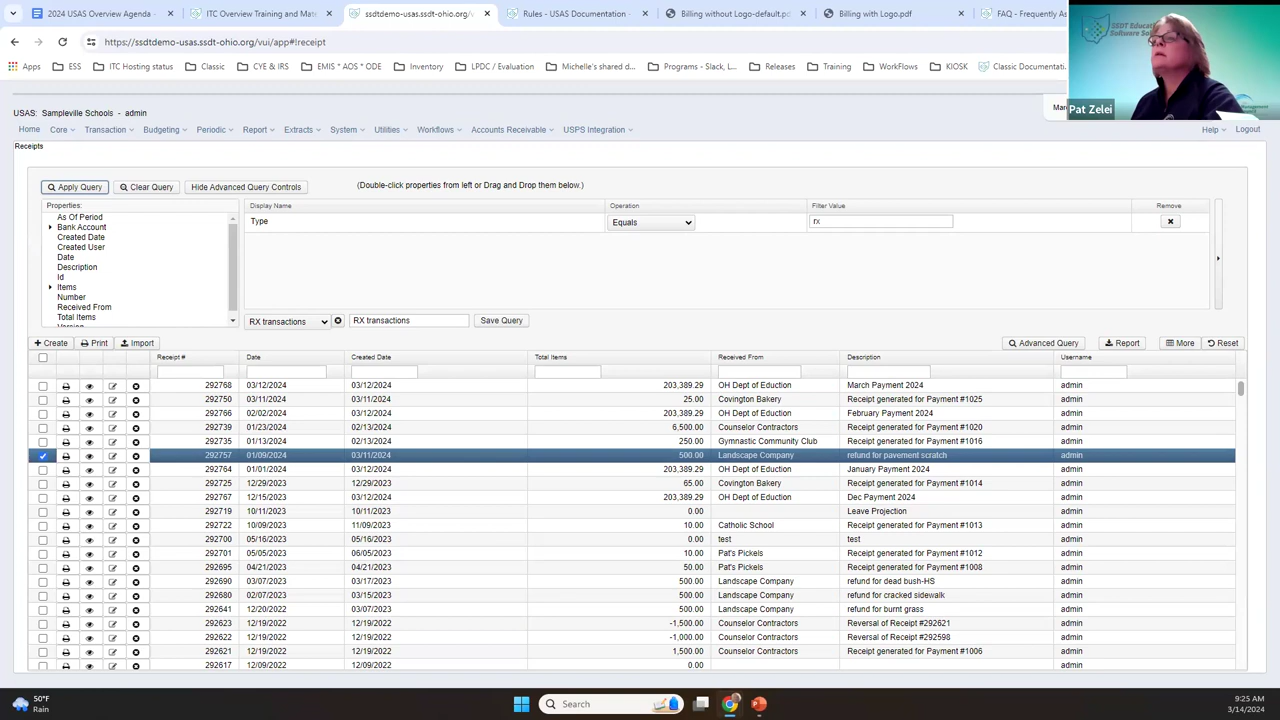 2024 USAS Overview Agenda -
ITC Overview Training and Mate
ssdtdemo-usas.ssdt-ohio.org/v
Rules - USAS Documentation -
Billing without logo-default.pd
Billing with Logo.pdf
FAQ - Frequently As
https://ssdtdemo-usas.ssdt-ohio.org/vui/app#!receipt
Apps ESS ITC Hosting status Classic CYE & IRS EMIS * AOS * ODE Inventory LPDC / Evaluation Michelle's shared d... Programs - Slack, L... Releases Training WorkFlows KIOSK Classic Documentati
SSDT Educati
Software Sol
Pat Zelei
USAS: Sampleville Schools - admin
Home Core Transaction Budgeting Periodic Report Extracts System Utilities Workflows Accounts Receivable USPS Integration Help Logout
Receipts
Apply Query Clear Query Hide Advanced Query Controls (Double-click properties from left or Drag and Drop them below.)
Properties: Display Name Operation Filter Value Remove
As Of Period
Bank Account
Created Date
Created User
Date
Description
Id
Items
Number
Received From
Total Items
Version
Type Equals rx
RX transactions RX transactions Save Query
Create Print Import Advanced Query Report More Reset
Receipt # Date Created Date Total Items Received From Description Username
292768 03/12/2024 03/12/2024 203,389.29 OH Dept of Eduction March Payment 2024 admin
292750 03/11/2024 03/11/2024 25.00 Covington Bakery Receipt generated for Payment #1025 admin
292766 02/02/2024 03/12/2024 203,389.29 OH Dept of Eduction February Payment 2024 admin
292739 01/23/2024 02/13/2024 6,500.00 Counselor Contractors Receipt generated for Payment #1020 admin
292735 01/13/2024 02/13/2024 250.00 Gymnastic Community Club Receipt generated for Payment #1016 admin
292757 01/09/2024 03/11/2024 500.00 Landscape Company refund for pavement scratch admin
292764 01/01/2024 03/12/2024 203,389.29 OH Dept of Eduction January Payment 2024 admin
292725 12/29/2023 12/29/2023 65.00 Covington Bakery Receipt generated for Payment #1014 admin
292767 12/15/2023 03/12/2024 203,389.29 OH Dept of Eduction Dec Payment 2024 admin
292719 10/11/2023 10/11/2023 0.00 Leave Projection admin
292722 10/09/2023 11/09/2023 10.00 Catholic School Receipt generated for Payment #1013 admin
292700 05/16/2023 05/16/2023 0.00 test test admin
292701 05/05/2023 06/05/2023 10.00 Pat's Pickels Receipt generated for Payment #1012 admin
292695 04/21/2023 04/21/2023 50.00 Pat's Pickels Receipt generated for Payment #1008 admin
292690 03/07/2023 03/17/2023 500.00 Landscape Company refund for dead bush-HS admin
292680 02/07/2023 03/15/2023 500.00 Landscape Company refund for cracked sidewalk admin
292641 12/20/2022 03/07/2023 500.00 Landscape Company refund for burnt grass admin
292623 12/19/2022 12/19/2022 -1,500.00 Counselor Contractors Reversal of Receipt #292621 admin
292622 12/19/2022 12/19/2022 -1,000.00 Counselor Contractors Reversal of Receipt #292598 admin
292621 12/19/2022 12/19/2022 1,500.00 Counselor Contractors Receipt generated for Payment #1006 admin
292617 12/09/2022 12/09/2022 0.00 admin
50°F
Rain
Search
9:25 AM
3/14/2024